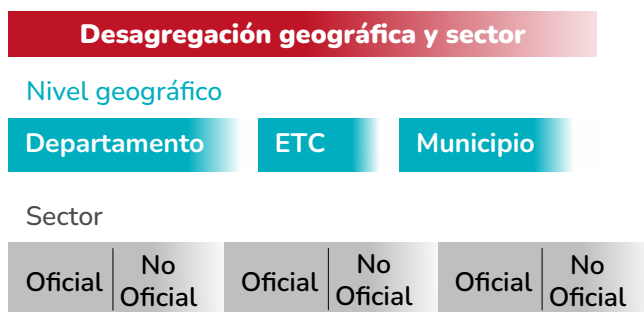 Desagregación geográfica y sector
Nivel geográfico
Departamento ETC Municipio
Sector
Oficial No Oficial Oficial No Oficial Oficial No Oficial